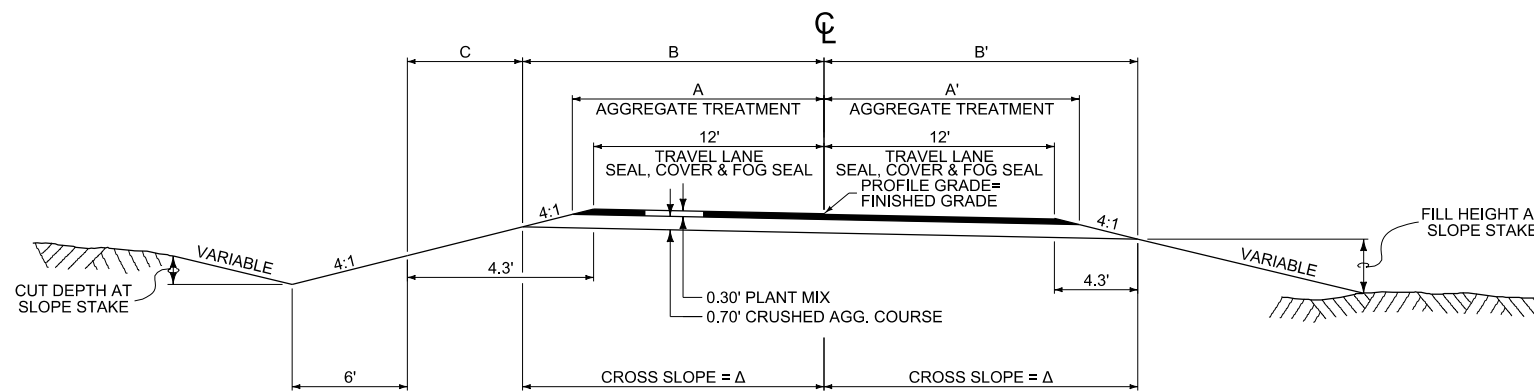 ℄
C
B
B'
A
AGGREGATE TREATMENT
A'
AGGREGATE TREATMENT
12'
TRAVEL LANE
SEAL, COVER & FOG SEAL
12'
TRAVEL LANE
SEAL, COVER & FOG SEAL
PROFILE GRADE=
FINISHED GRADE
4:1
4:1
FILL HEIGHT A
SLOPE STAKE
VARIABLE
4:1
VARIABLE
CUT DEPTH AT
SLOPE STAKE
4.3'
4.3'
0.30' PLANT MIX
0.70' CRUSHED AGG. COURSE
6'
CROSS SLOPE = Δ
CROSS SLOPE = Δ